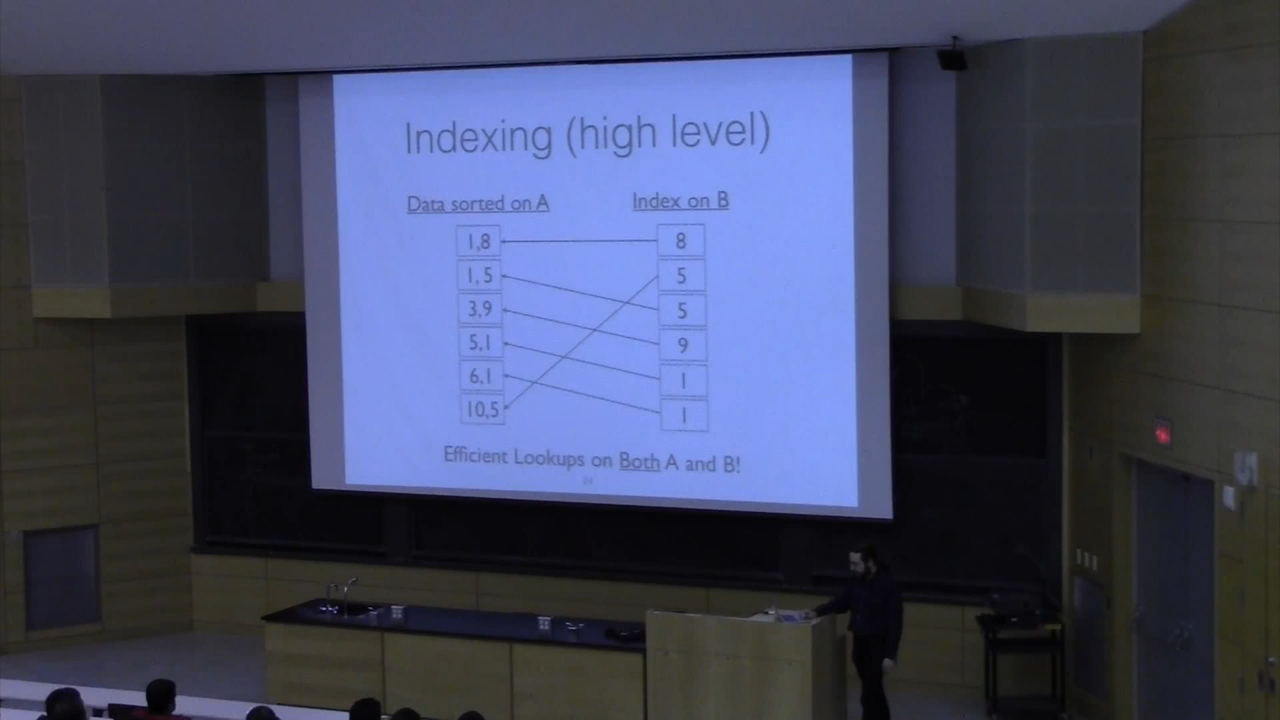 Indexing (high level)
Data sorted on A Index on B
1,8 8
1,5 5
3,9 5
5,1 9
6,1 1
10,5 1
Efficient Lookups on Both A and B!